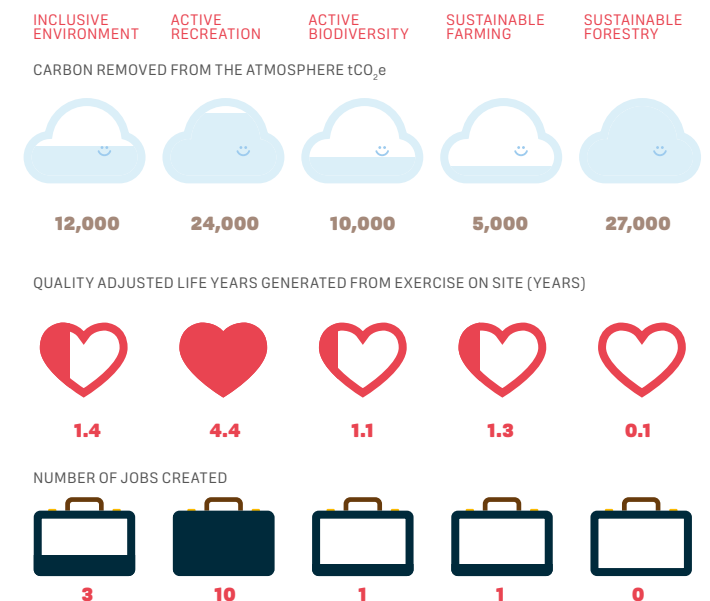 INCLUSIVE ENVIRONMENT
ACTIVE RECREATION
ACTIVE BIODIVERSITY
SUSTAINABLE FARMING
SUSTAINABLE FORESTRY
CARBON REMOVED FROM THE ATMOSPHERE tCO₂e
12,000 24,000 10,000 5,000 27,000
QUALITY ADJUSTED LIFE YEARS GENERATED FROM EXERCISE ON SITE (YEARS)
1.4 4.4 1.1 1.3 0.1
NUMBER OF JOBS CREATED
3 10 1 1 0